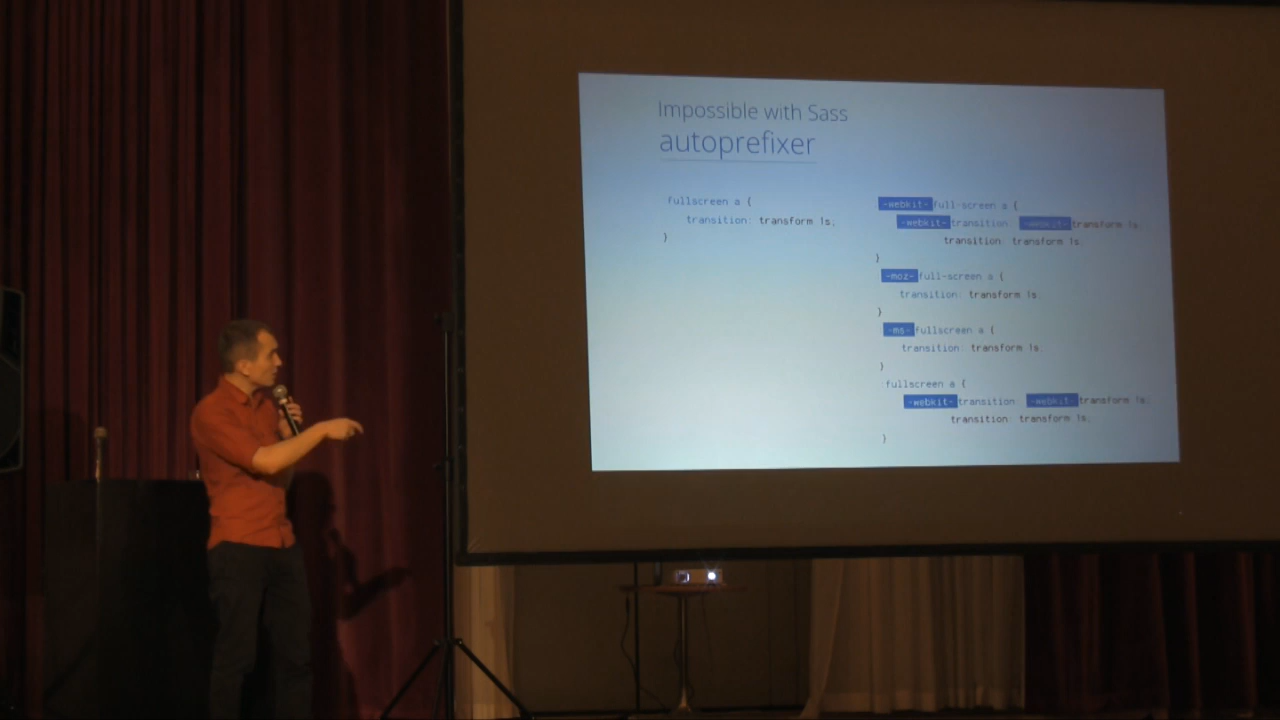 Impossible with Sass
autoprefixer
fullscreen a {
transition: transform 1s;
}
-webkit-full-screen a {
-webkit-transition: -webkit-transform 1s;
transition: transform 1s;
}
-moz-full-screen a {
transition: transform 1s;
}
-ms-fullscreen a {
transition: transform 1s;
}
:fullscreen a {
-webkit-transition: -webkit-transform 1s;
transition: transform 1s;
}